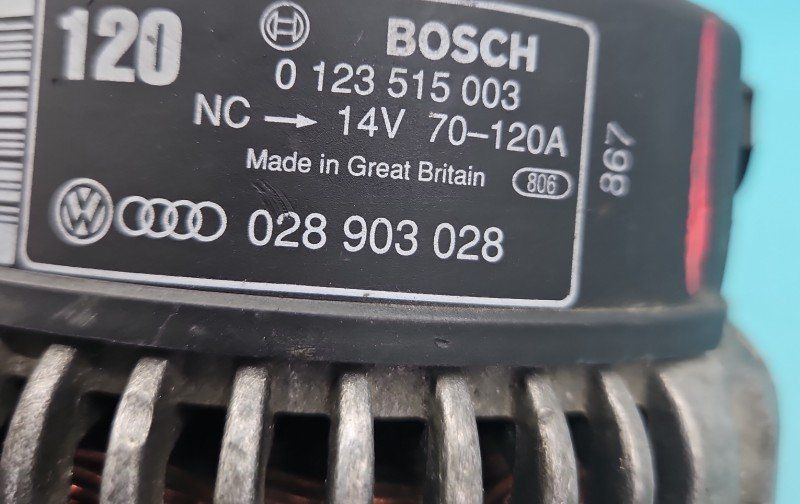 120
BOSCH
0 123 515 003
NC → 14V 70–120A
Made in Great Britain 806
028 903 028
867